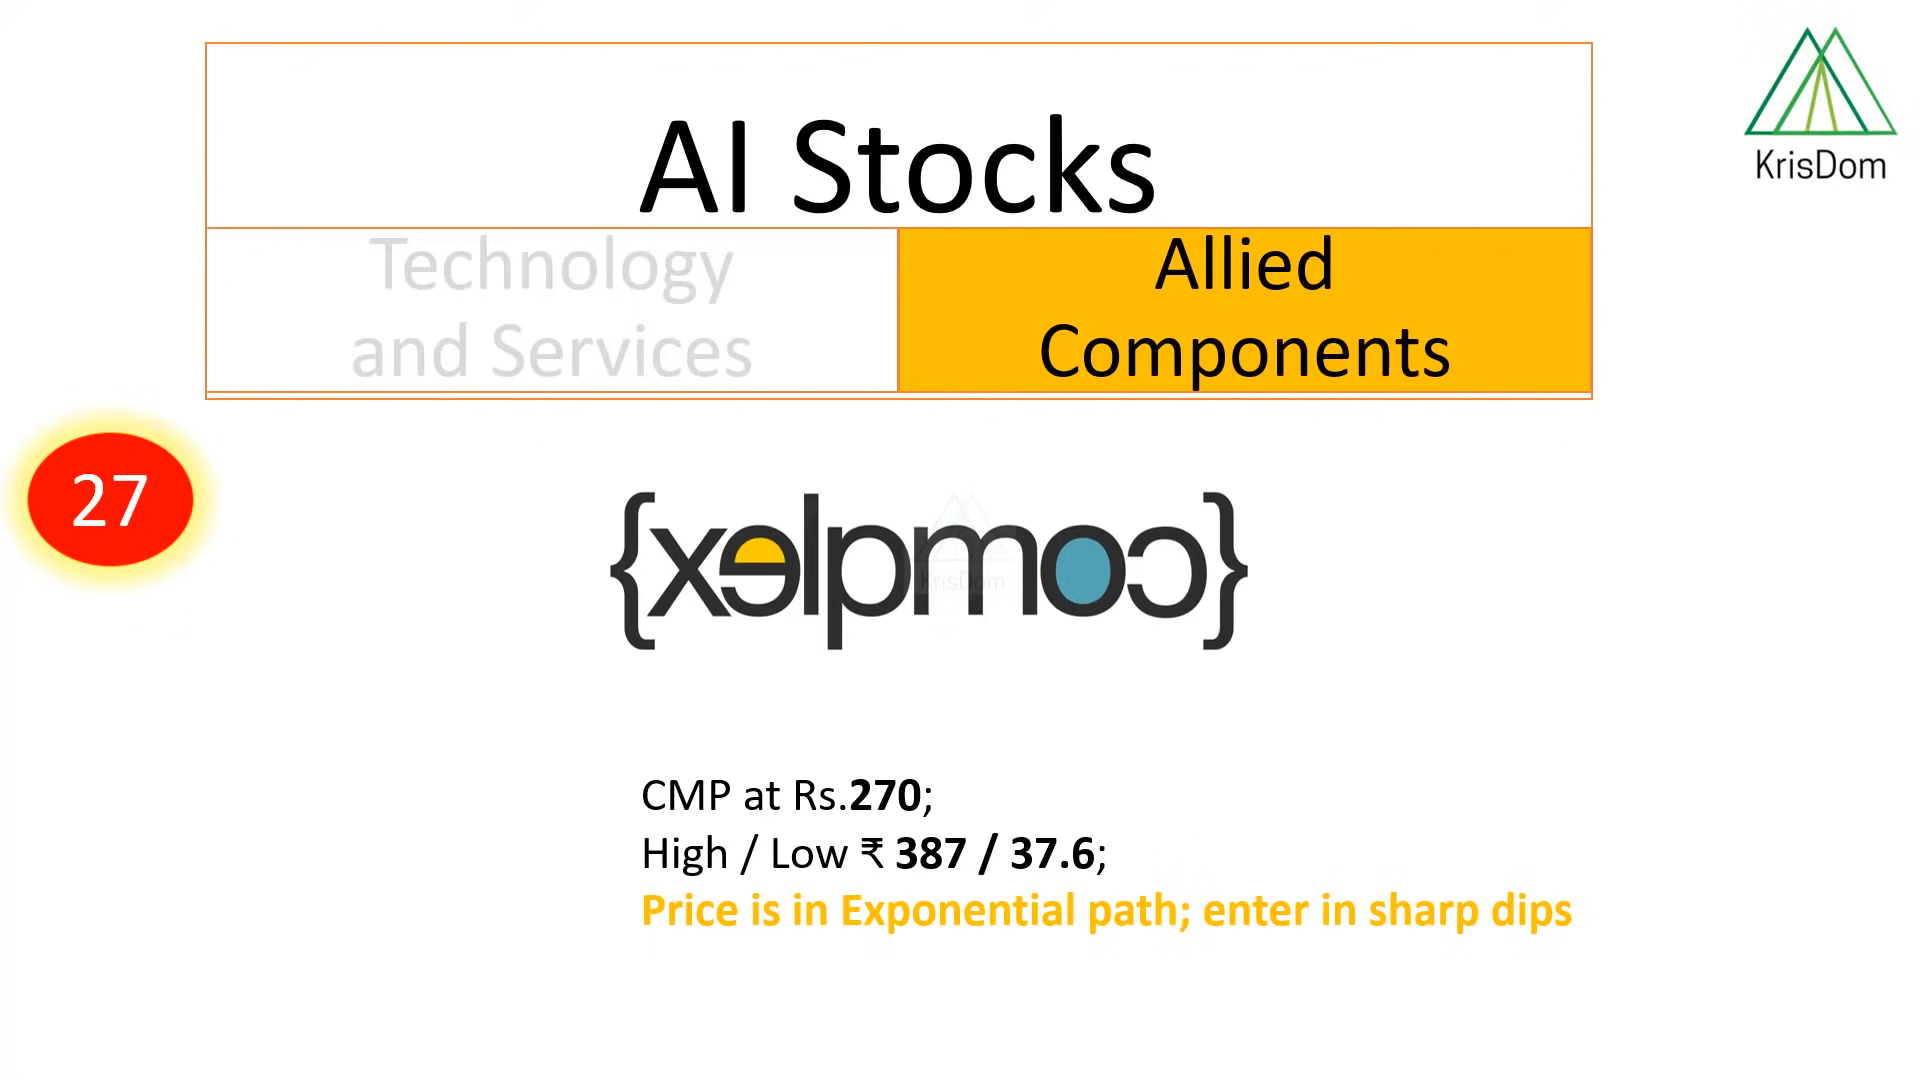 AI Stocks
KrisDom
Technology
and Services
Allied
Components
27
{xelpmoc}
KrisDom
CMP at Rs.270;
High / Low ₹ 387 / 37.6;
Price is in Exponential path; enter in sharp dips